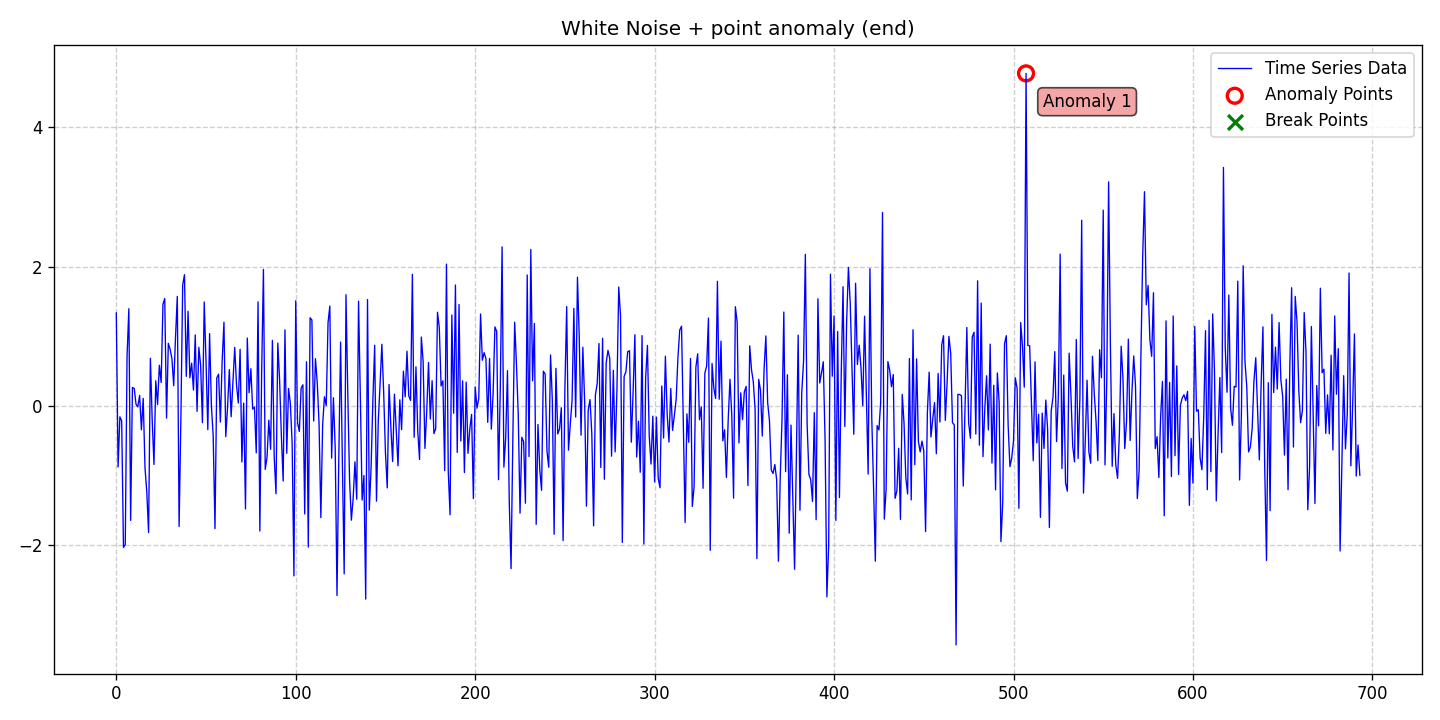 White Noise + point anomaly (end)
Time Series Data
Anomaly Points
Break Points
Anomaly 1
4
2
0
−2
0
100
200
300
400
500
600
700